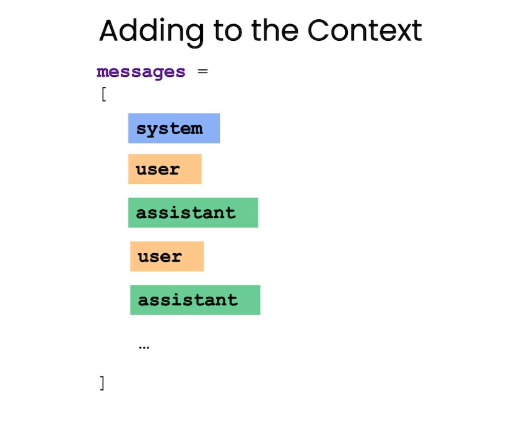 Adding to the Context
messages =
[
system
user
assistant
user
assistant
…
]